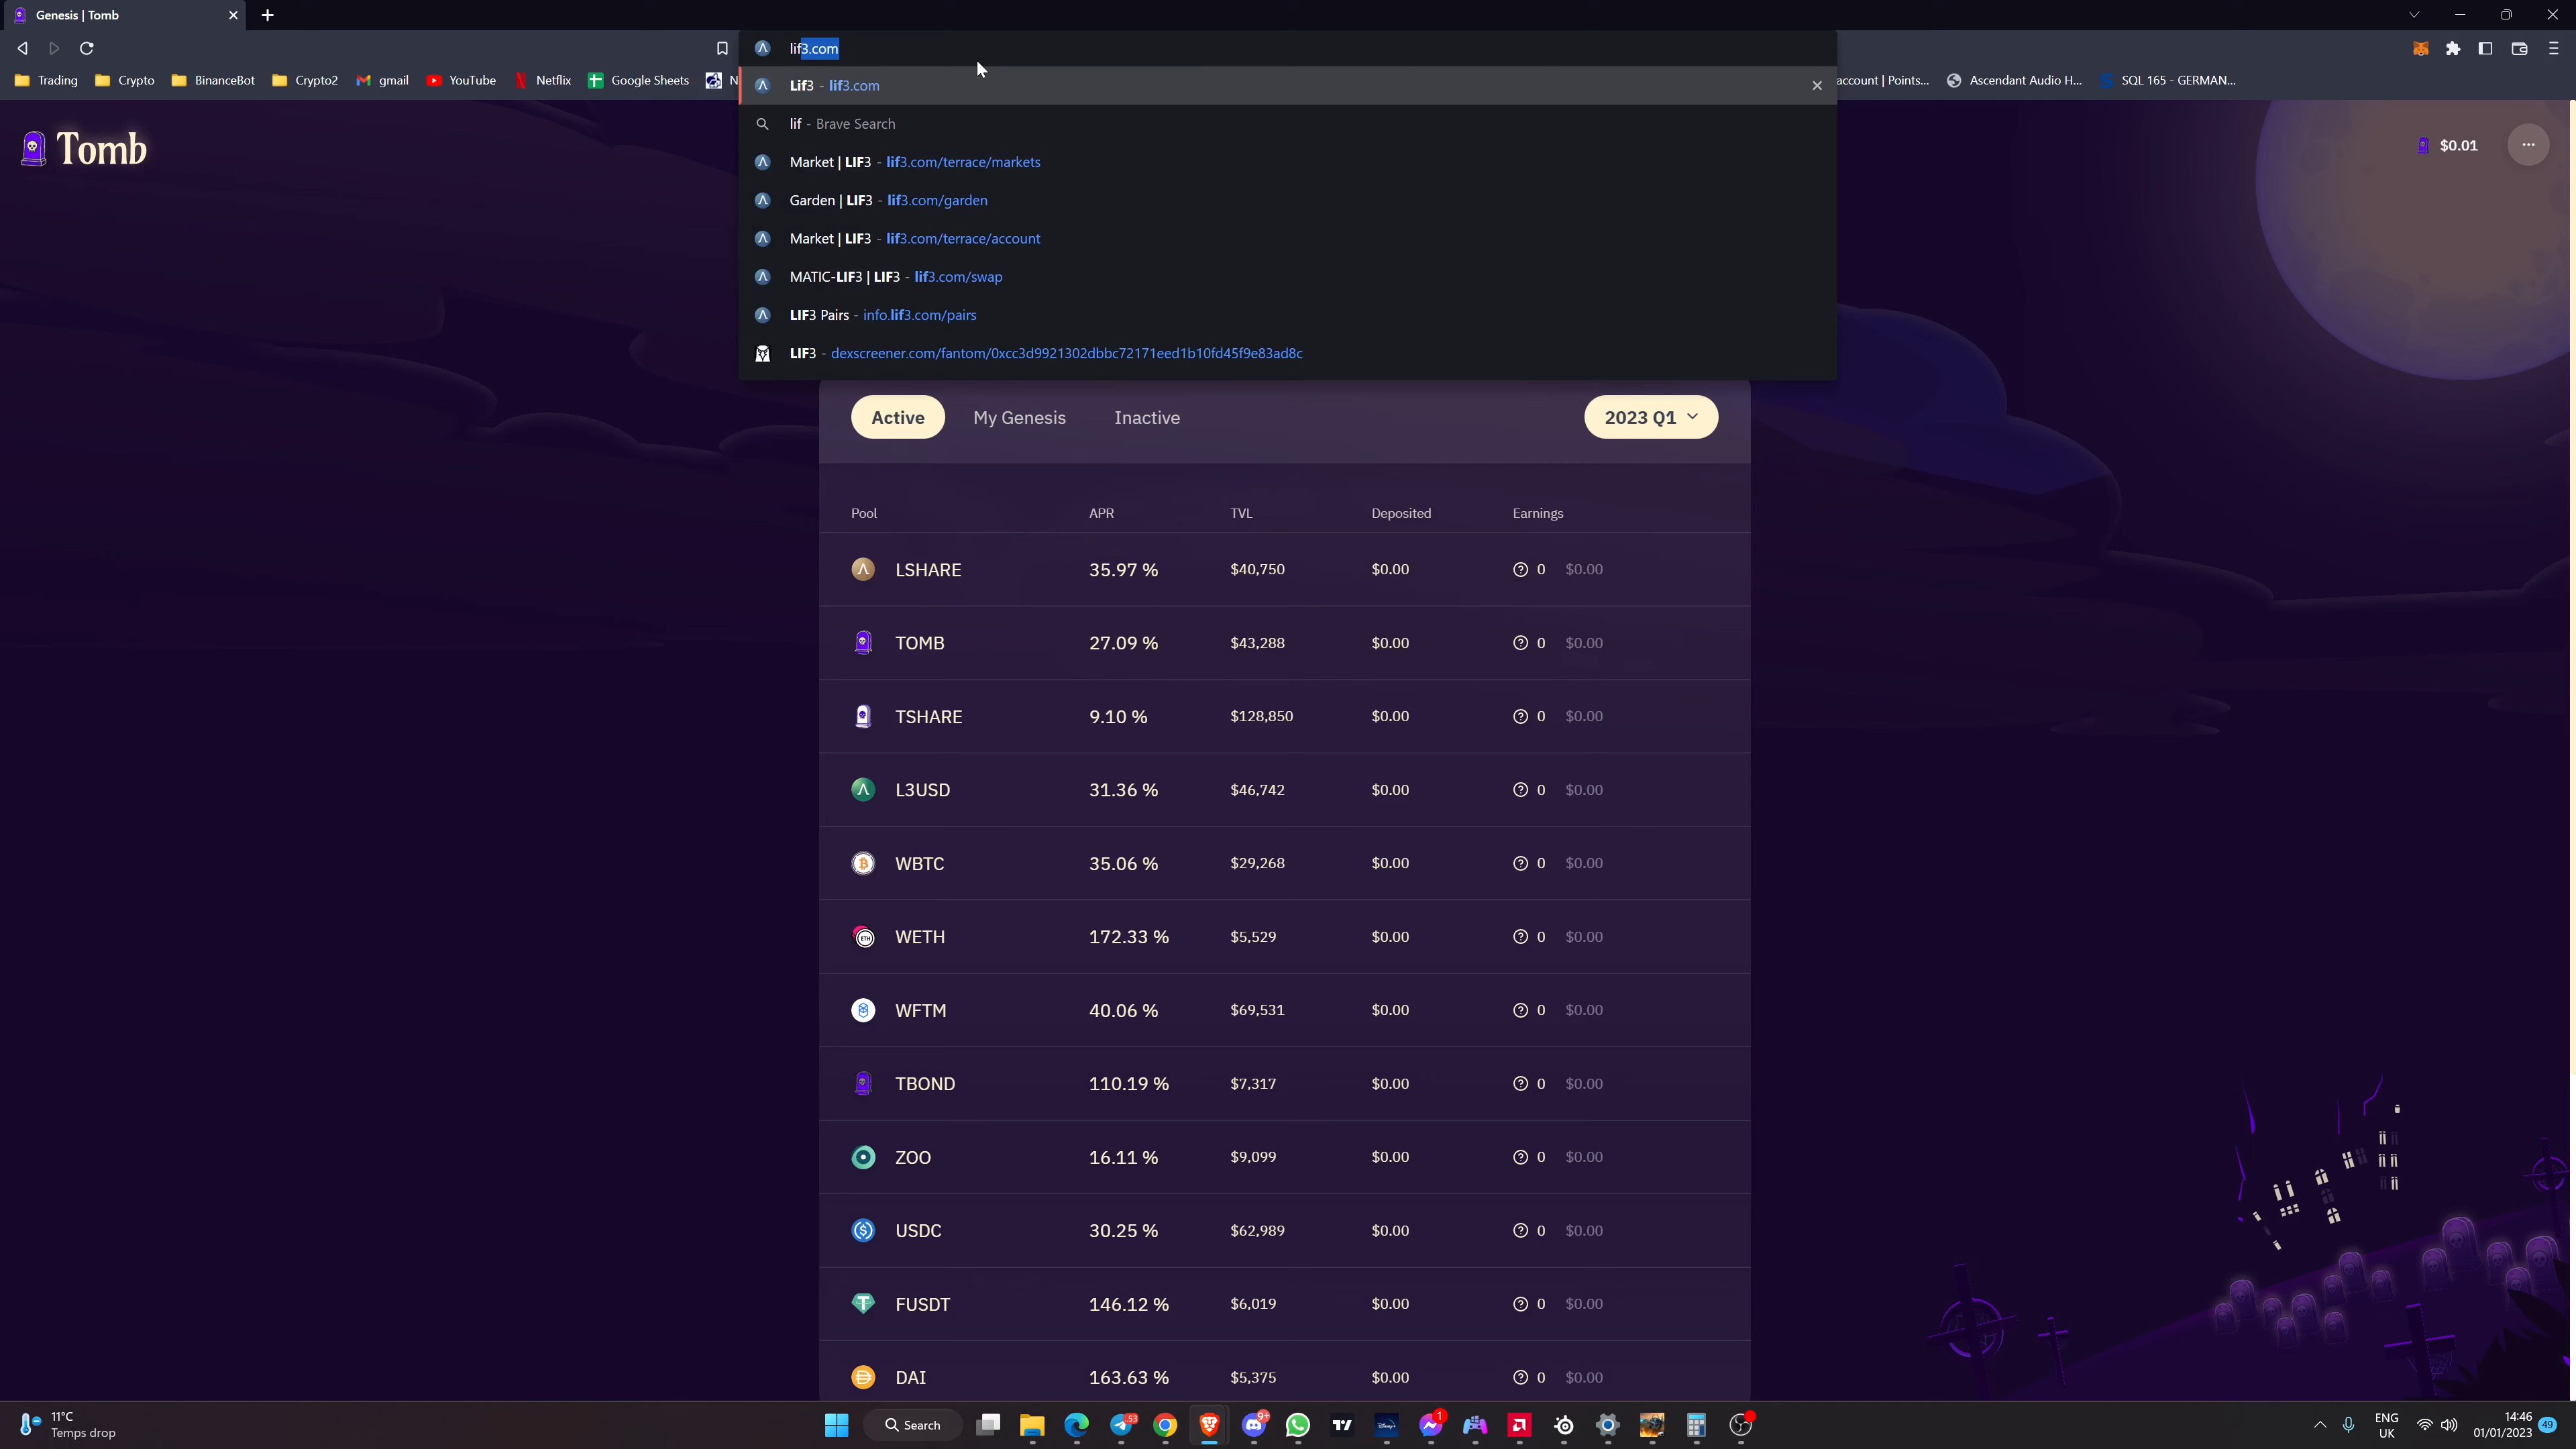 Genesis | Tomb
lif3.com
Trading Crypto BinanceBot Crypto2 gmail YouTube Netflix Google Sheets N
Lif3 - lif3.com
account | Points... Ascendant Audio H... SQL 165 - GERMAN...
lif - Brave Search
Market | LIF3 - lif3.com/terrace/markets
Garden | LIF3 - lif3.com/garden
Market | LIF3 - lif3.com/terrace/account
MATIC-LIF3 | LIF3 - lif3.com/swap
LIF3 Pairs - info.lif3.com/pairs
LIF3 - dexscreener.com/fantom/0xcc3d9921302dbbc72171eed1b10fd45f9e83ad8c
Tomb
$0.01
Active My Genesis Inactive 2023 Q1
Pool APR TVL Deposited Earnings
LSHARE 35.97 % $40,750 $0.00 0 $0.00
TOMB 27.09 % $43,288 $0.00 0 $0.00
TSHARE 9.10 % $128,850 $0.00 0 $0.00
L3USD 31.36 % $46,742 $0.00 0 $0.00
WBTC 35.06 % $29,268 $0.00 0 $0.00
WETH 172.33 % $5,529 $0.00 0 $0.00
WFTM 40.06 % $69,531 $0.00 0 $0.00
TBOND 110.19 % $7,317 $0.00 0 $0.00
ZOO 16.11 % $9,099 $0.00 0 $0.00
USDC 30.25 % $62,989 $0.00 0 $0.00
FUSDT 146.12 % $6,019 $0.00 0 $0.00
DAI 163.63 % $5,375 $0.00 0 $0.00
11°C
Temps drop
Search
53
9+
1
ENG
UK
14:46
01/01/2023
49